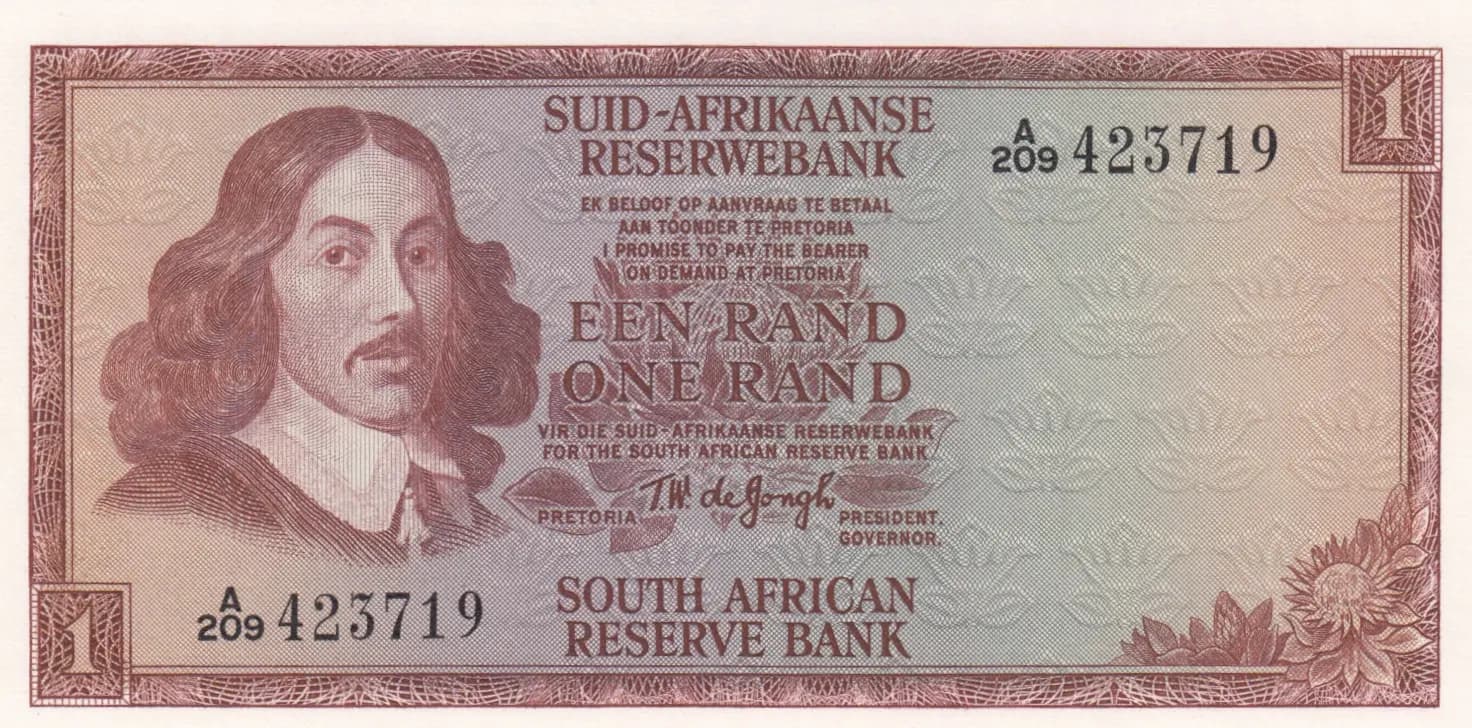 1
SUID-AFRIKAANSE
RESERWEBANK
A/209 423719
EK BELOOF OP AANVRAAG TE BETAAL
AAN TOONDER TE PRETORIA
I PROMISE TO PAY THE BEARER
ON DEMAND AT PRETORIA
EEN RAND
ONE RAND
VIR DIE SUID-AFRIKAANSE RESERWEBANK
FOR THE SOUTH AFRICAN RESERVE BANK
T.W. de Jongh
PRETORIA
PRESIDENT.
GOVERNOR.
1
A/209 423719
SOUTH AFRICAN
RESERVE BANK